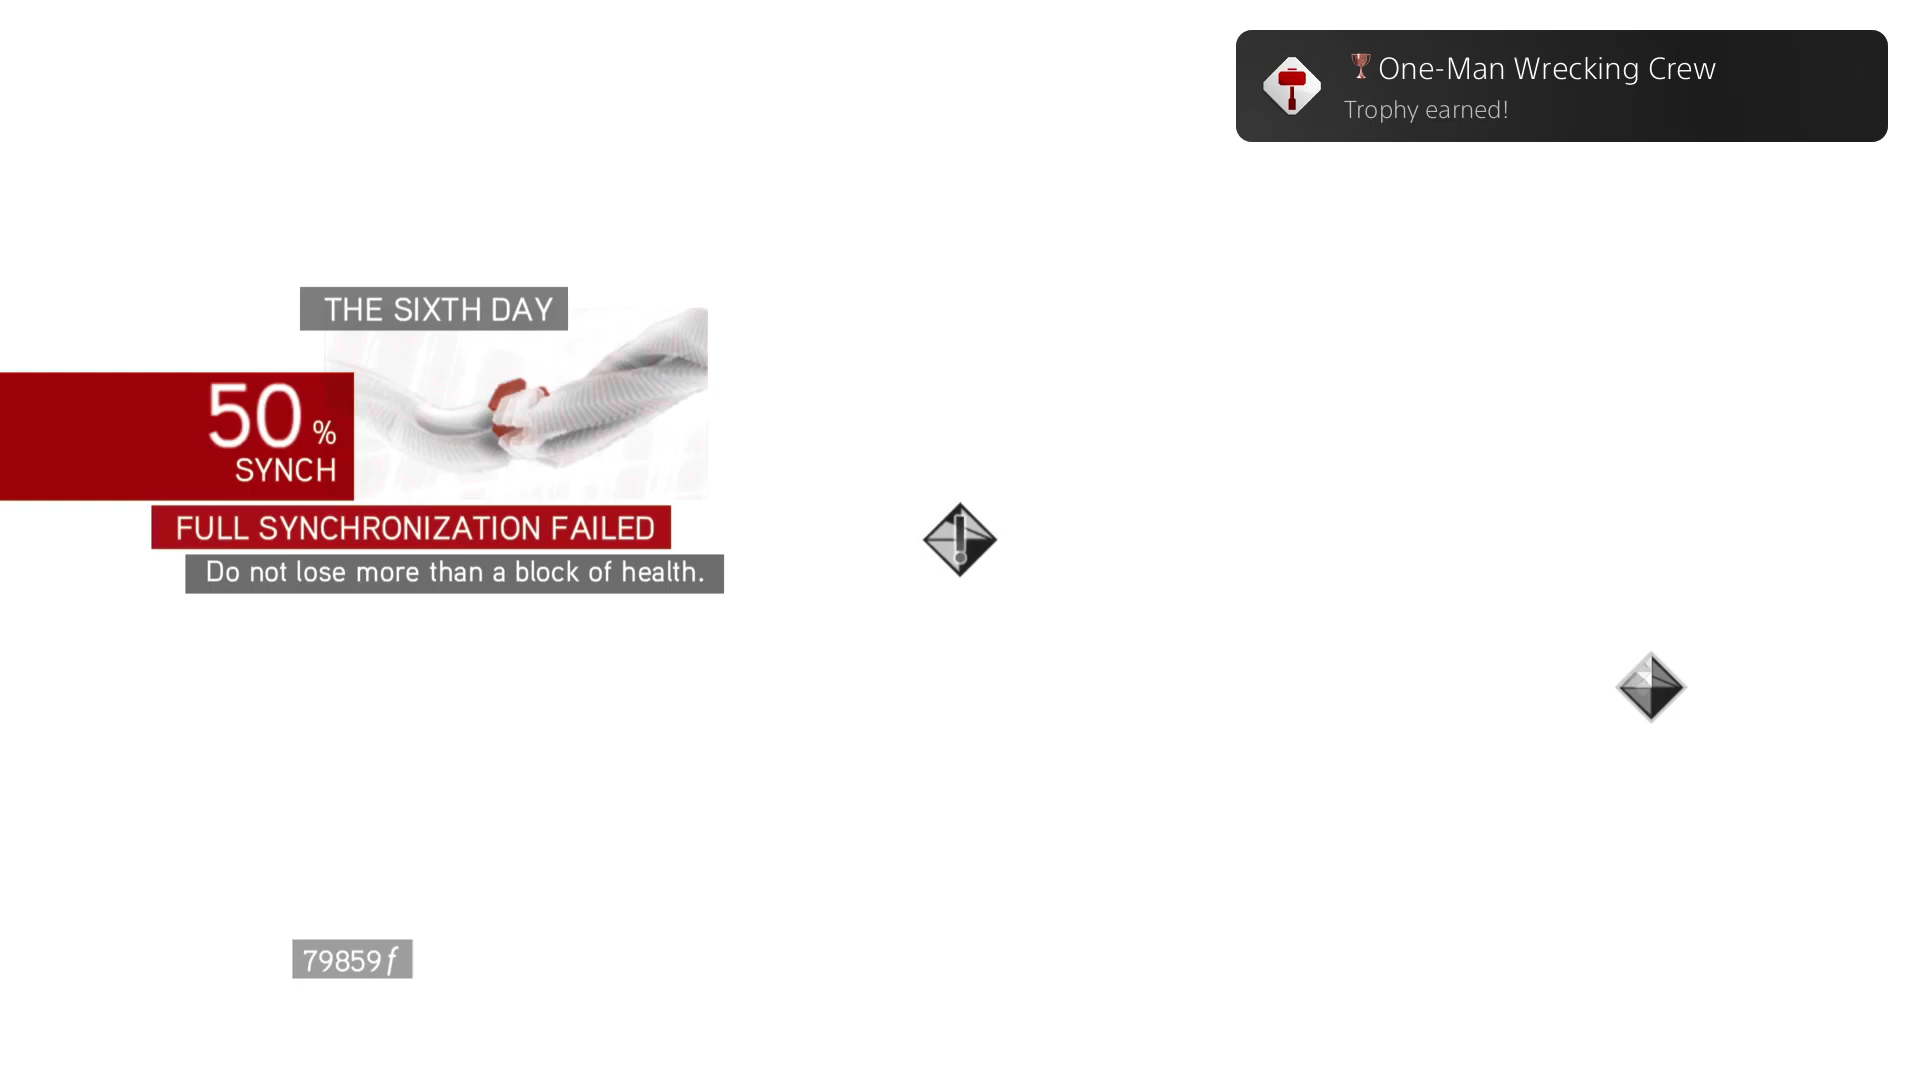 One-Man Wrecking Crew
Trophy earned!
THE SIXTH DAY
50 %
SYNCH
FULL SYNCHRONIZATION FAILED
Do not lose more than a block of health.
79859ƒ